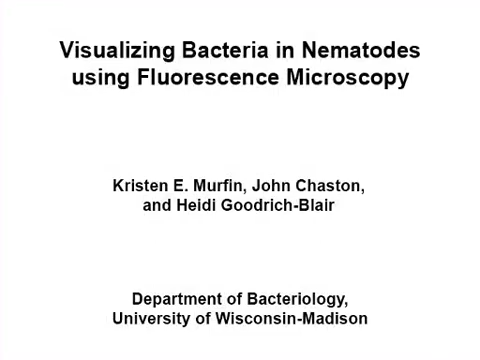 Visualizing Bacteria in Nematodes
using Fluorescence Microscopy
Kristen E. Murfin, John Chaston,
and Heidi Goodrich-Blair
Department of Bacteriology,
University of Wisconsin-Madison